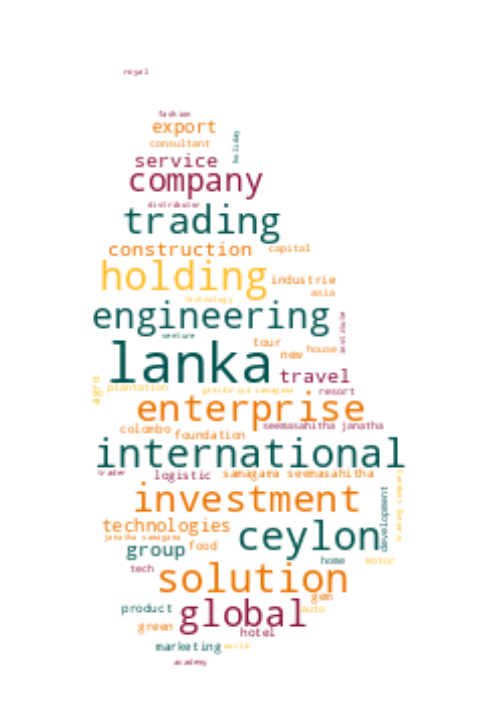 royal
fashion
export
consultant
holiday
service
company
distributor
trading
construction capital
holding industrie
asia
technology
engineering
venture
institute
tour
house
new
lanka
travel
agro
plantation
resort
enterprise
colombo
seemasahitha janatha
foundation
international
trader
logistic
samagama seemasahitha
investment
development
technologies
ceylon
janatha samagama
group
food
home
motor
tech
solution
gem
product
global
auto
green
hotel
marketing
world
academy